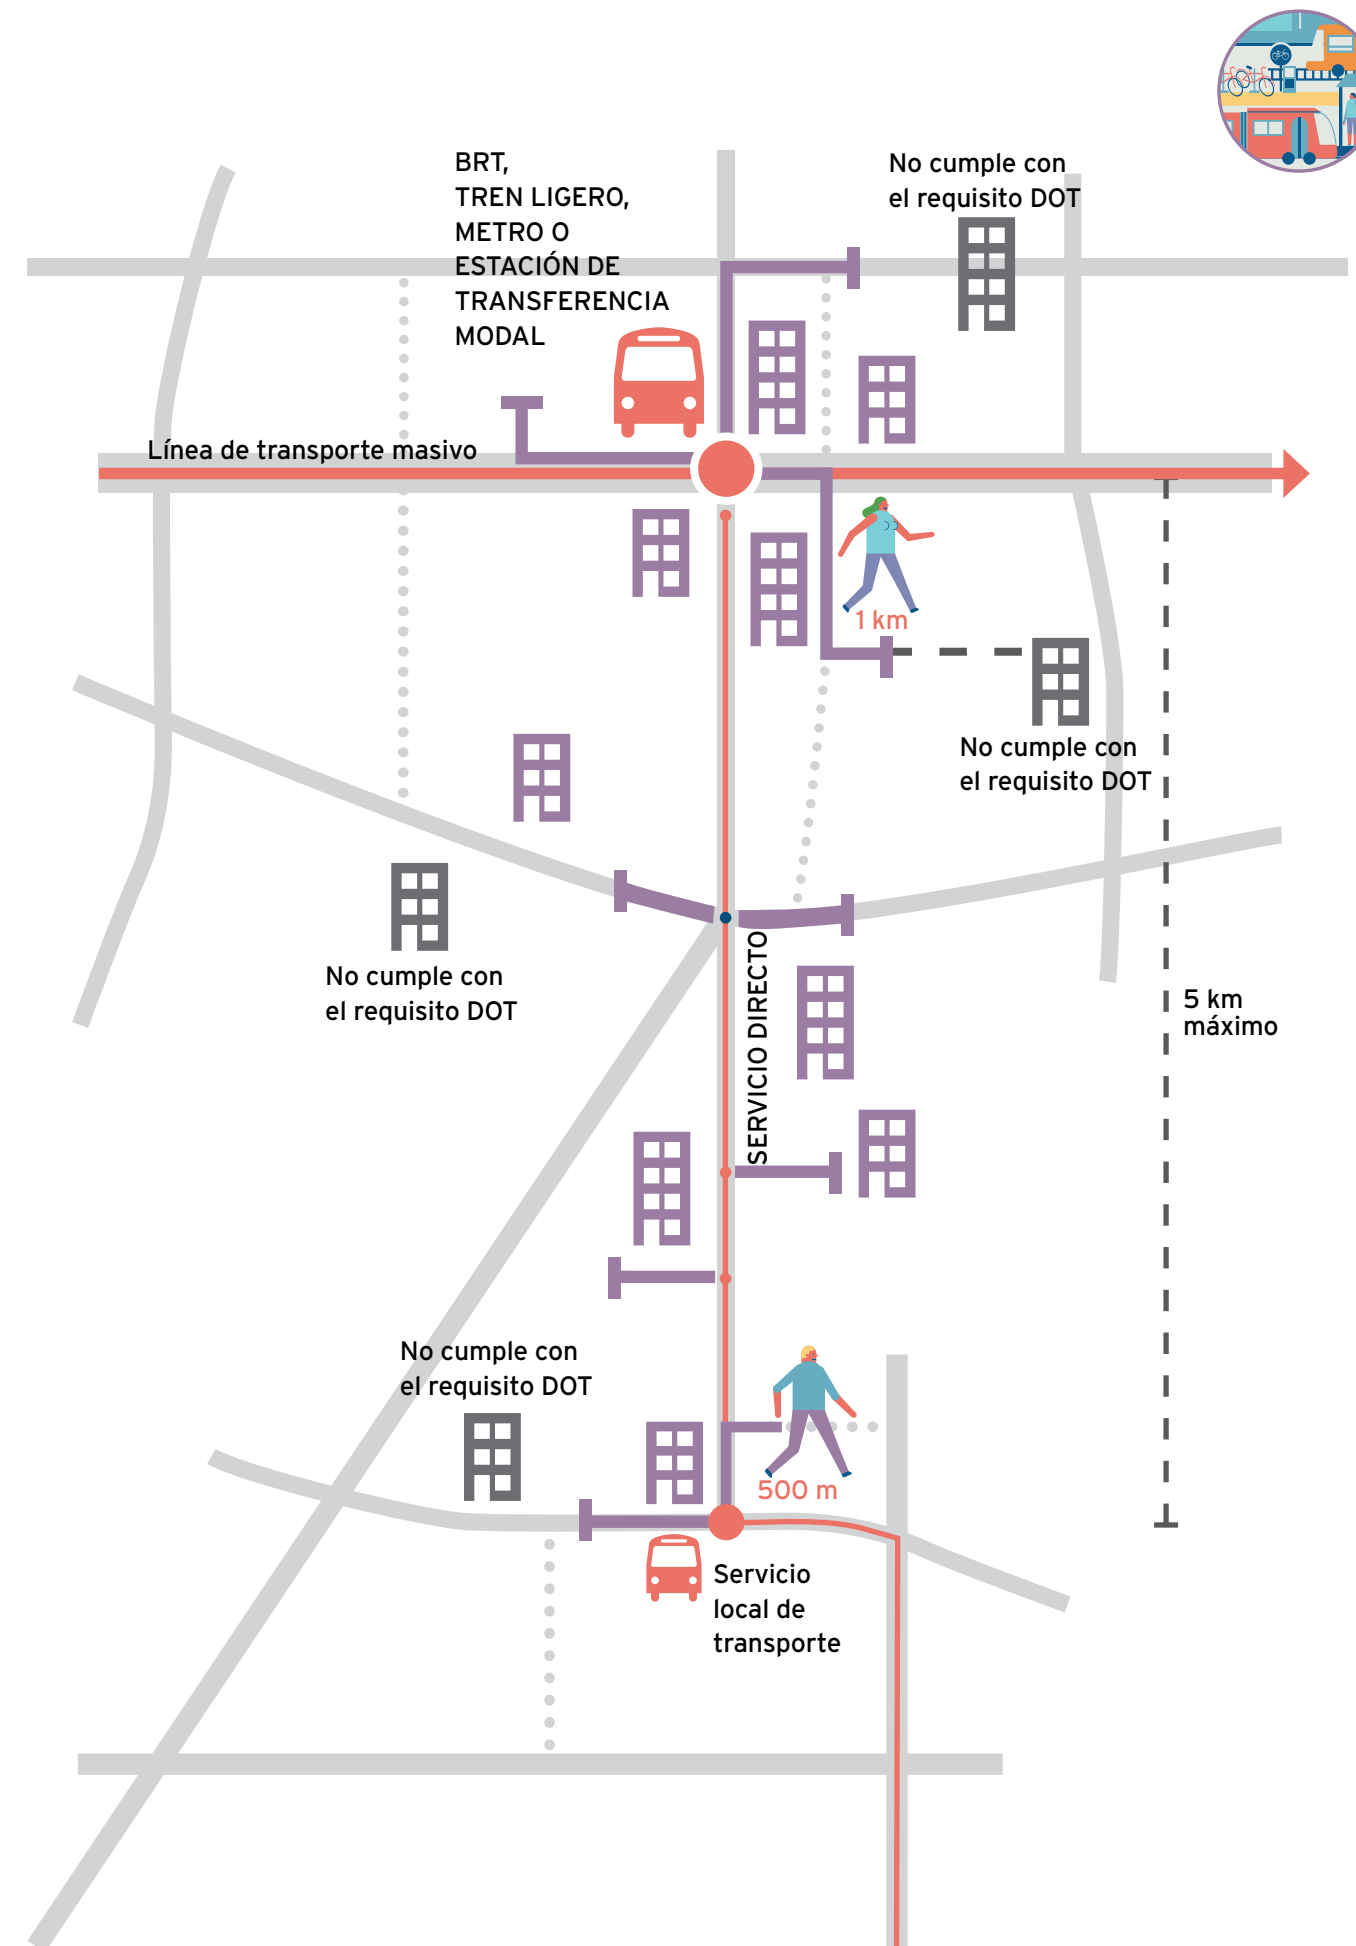 BRT,
TREN LIGERO,
METRO O
ESTACIÓN DE
TRANSFERENCIA
MODAL
No cumple con
el requisito DOT
Línea de transporte masivo
1 km
No cumple con
el requisito DOT
No cumple con
el requisito DOT
SERVICIO DIRECTO
5 km
máximo
No cumple con
el requisito DOT
500 m
Servicio
local de
transporte